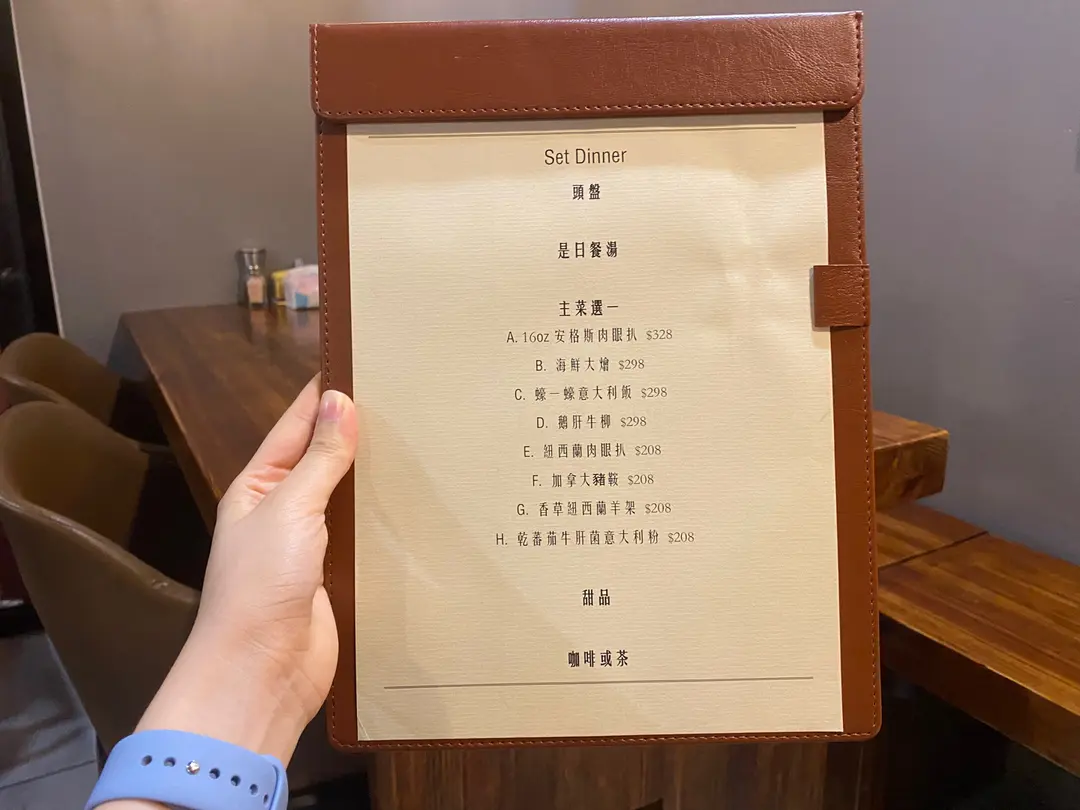 Set Dinner
頭盤
是日餐湯
主菜選一
A. 16oz 安格斯肉眼扒 $328
B. 海鮮大燴 $298
C. 蠔一蠔意大利飯 $298
D. 鵝肝牛柳 $298
E. 紐西蘭肉眼扒 $208
F. 加拿大豬鞍 $208
G. 香草紐西蘭羊架 $208
H. 乾蕃茄牛肝菌意大利粉 $208
甜品
咖啡或茶